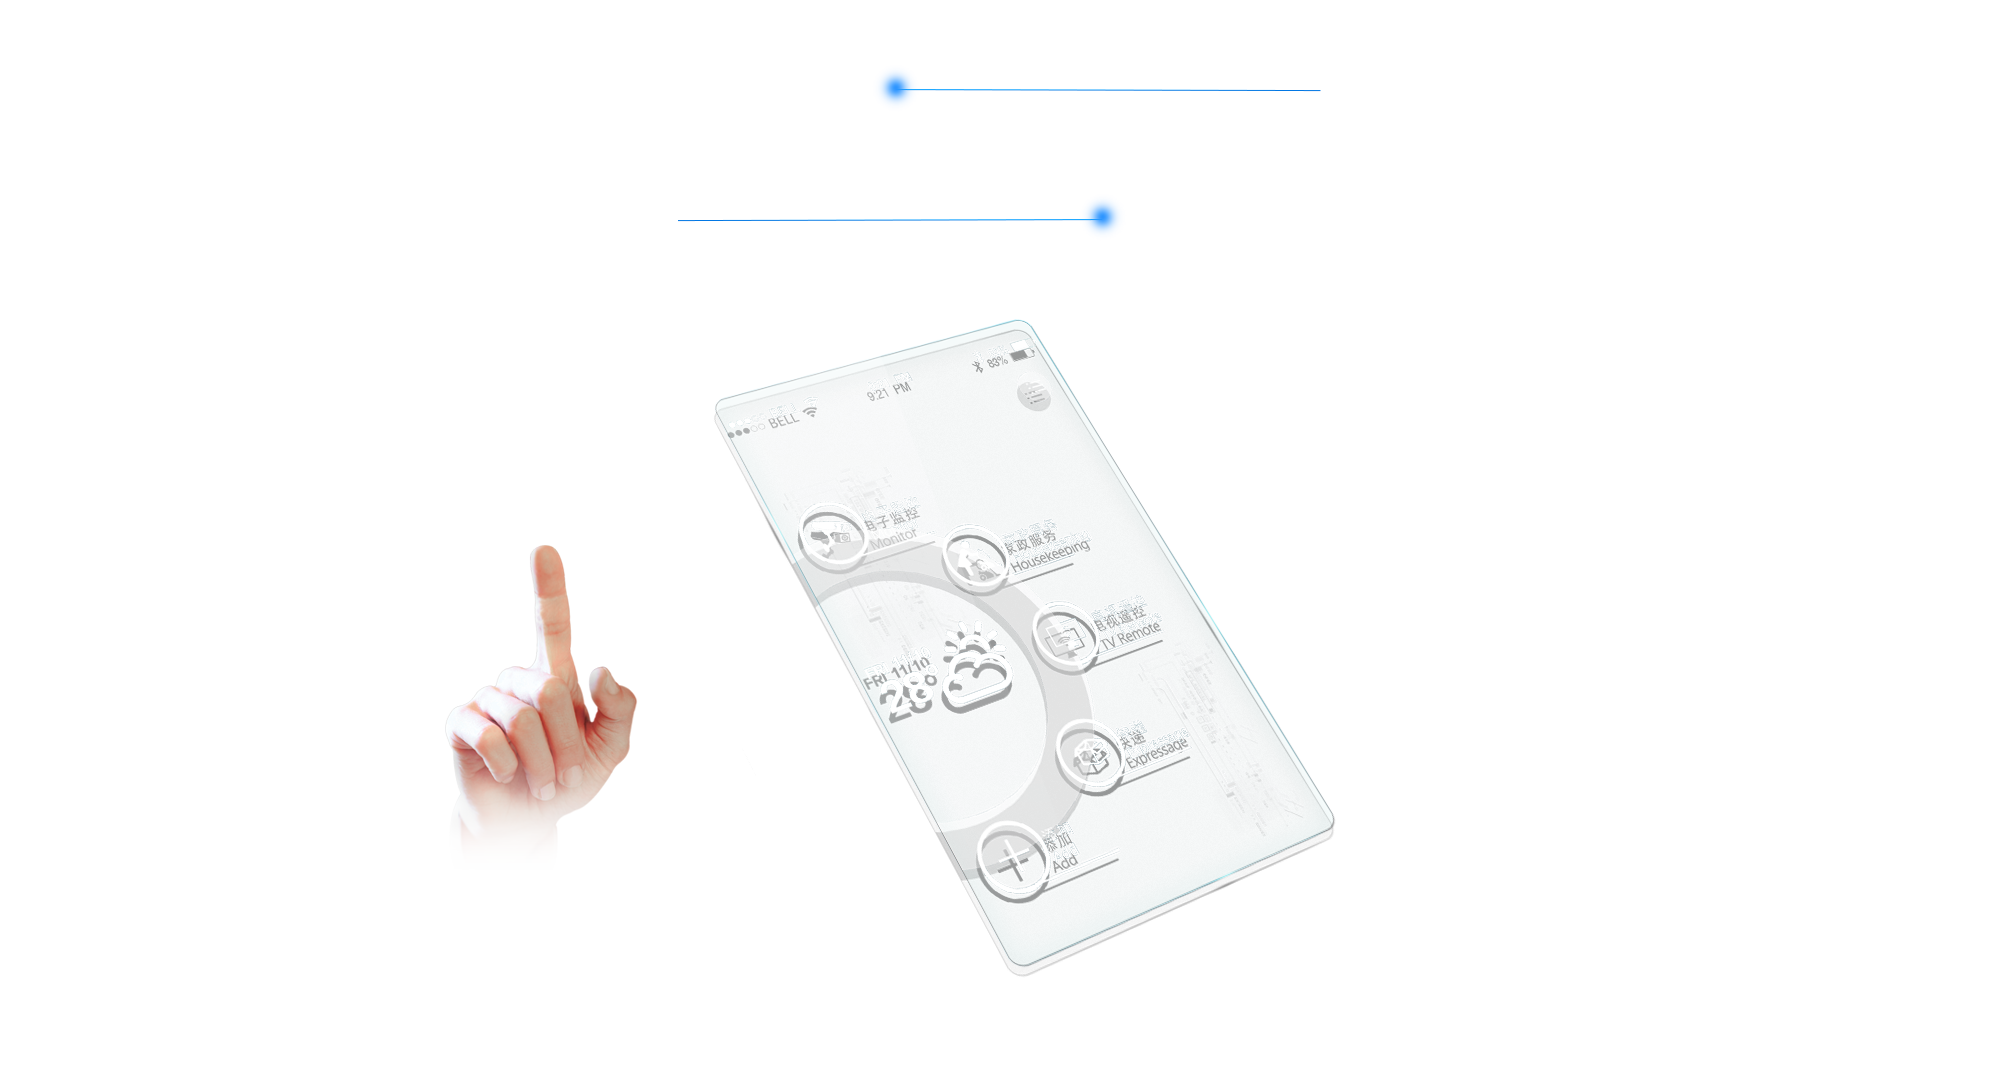 BELL
9:21 PM
83%
电子监控
Monitor
家政服务
Housekeeping
电视遥控
TV Remote
FRI 11/10
28°
快递
Expressage
添加
Add